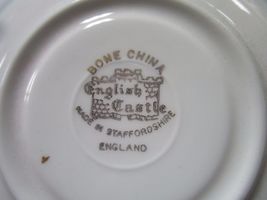 BONE CHINA
English
Castle
MADE IN STAFFORDSHIRE
ENGLAND